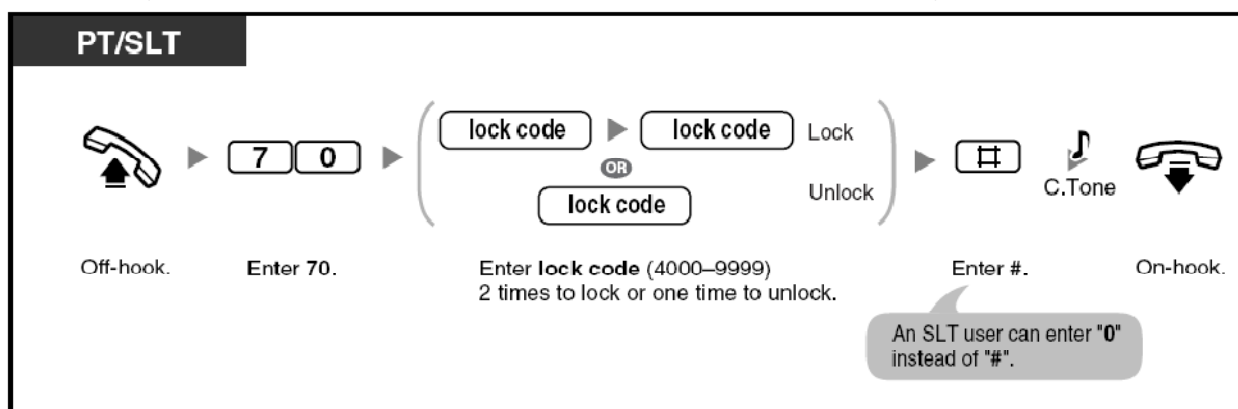 PT/SLT
lock code lock code Lock
7 0 OR # C.Tone
lock code Unlock
Off-hook. Enter 70. Enter lock code (4000–9999) Enter #. On-hook.
2 times to lock or one time to unlock.
An SLT user can enter "0"
instead of "#".